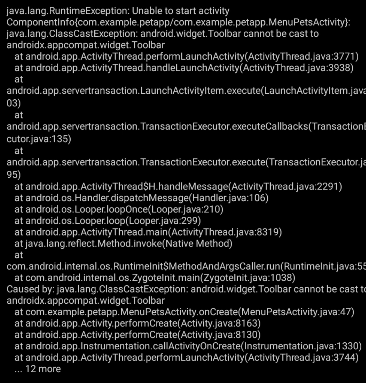 java.lang.RuntimeException: Unable to start activity
ComponentInfo{com.example.petapp/com.example.petapp.MenuPetsActivity}:
java.lang.ClassCastException: android.widget.Toolbar cannot be cast to
androidx.appcompat.widget.Toolbar
at android.app.ActivityThread.performLaunchActivity(ActivityThread.java:3771)
at android.app.ActivityThread.handleLaunchActivity(ActivityThread.java:3938)
at
android.app.servertransaction.LaunchActivityItem.execute(LaunchActivityItem.java
03)
at
android.app.servertransaction.TransactionExecutor.executeCallbacks(TransactionE
cutor.java:135)
at
android.app.servertransaction.TransactionExecutor.execute(TransactionExecutor.ja
95)
at android.app.ActivityThread$H.handleMessage(ActivityThread.java:2291)
at android.os.Handler.dispatchMessage(Handler.java:106)
at android.os.Looper.loopOnce(Looper.java:210)
at android.os.Looper.loop(Looper.java:299)
at android.app.ActivityThread.main(ActivityThread.java:8319)
at java.lang.reflect.Method.invoke(Native Method)
at
com.android.internal.os.RuntimeInit$MethodAndArgsCaller.run(RuntimeInit.java:55
at com.android.internal.os.ZygoteInit.main(ZygoteInit.java:1038)
Caused by: java.lang.ClassCastException: android.widget.Toolbar cannot be cast to
androidx.appcompat.widget.Toolbar
at com.example.petapp.MenuPetsActivity.onCreate(MenuPetsActivity.java:47)
at android.app.Activity.performCreate(Activity.java:8163)
at android.app.Activity.performCreate(Activity.java:8130)
at android.app.Instrumentation.callActivityOnCreate(Instrumentation.java:1330)
at android.app.ActivityThread.performLaunchActivity(ActivityThread.java:3744)
... 12 more